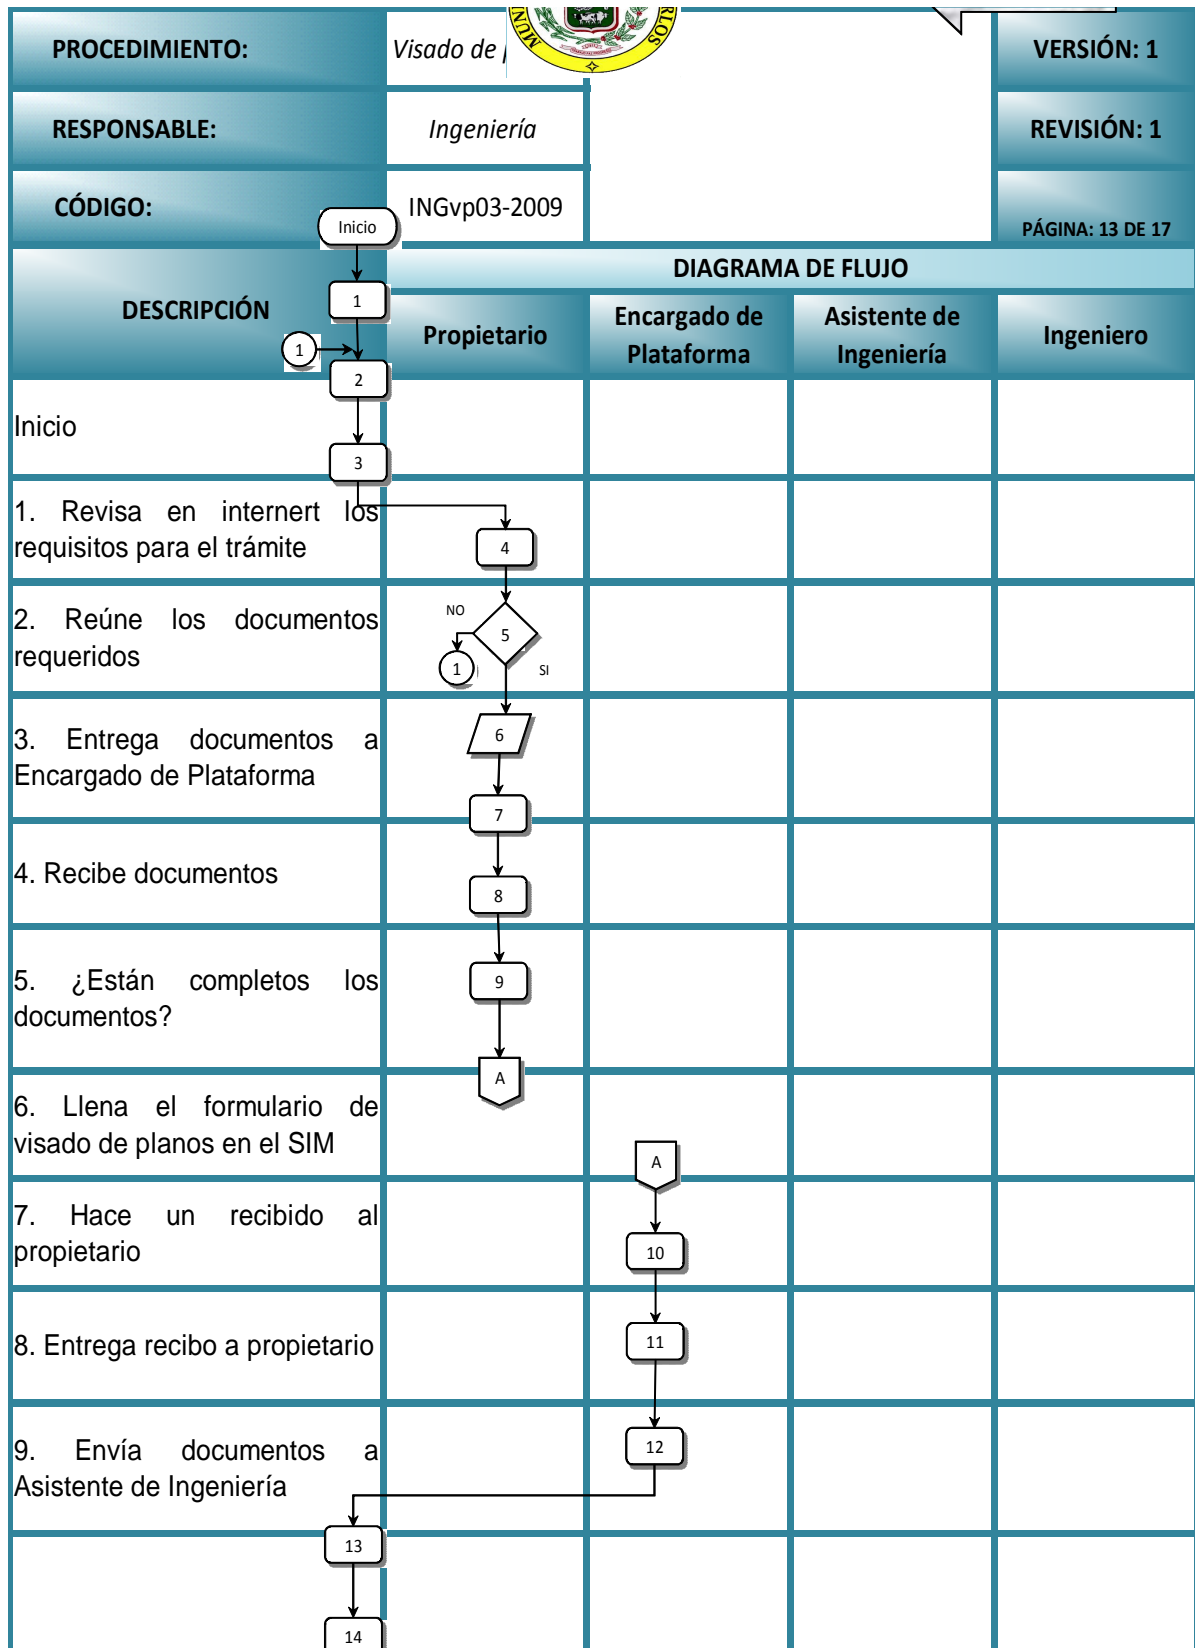 PROCEDIMIENTO:
Visado de
MUN
RLOS
VERSIÓN: 1
RESPONSABLE:
Ingeniería
REVISIÓN: 1
CÓDIGO:
INGvp03-2009
PÁGINA: 13 DE 17
Inicio
DESCRIPCIÓN
DIAGRAMA DE FLUJO
Propietario
Encargado de
Plataforma
Asistente de
Ingeniería
Ingeniero
1
1
2
Inicio
3
1. Revisa en internert los
requisitos para el trámite
4
2. Reúne los documentos
requeridos
NO
5
1
SI
3. Entrega documentos a
Encargado de Plataforma
6
7
4. Recibe documentos
8
5. ¿Están completos los
documentos?
9
A
6. Llena el formulario de
visado de planos en el SIM
A
7. Hace un recibido al
propietario
10
8. Entrega recibo a propietario
11
9. Envía documentos a
Asistente de Ingeniería
12
13
14